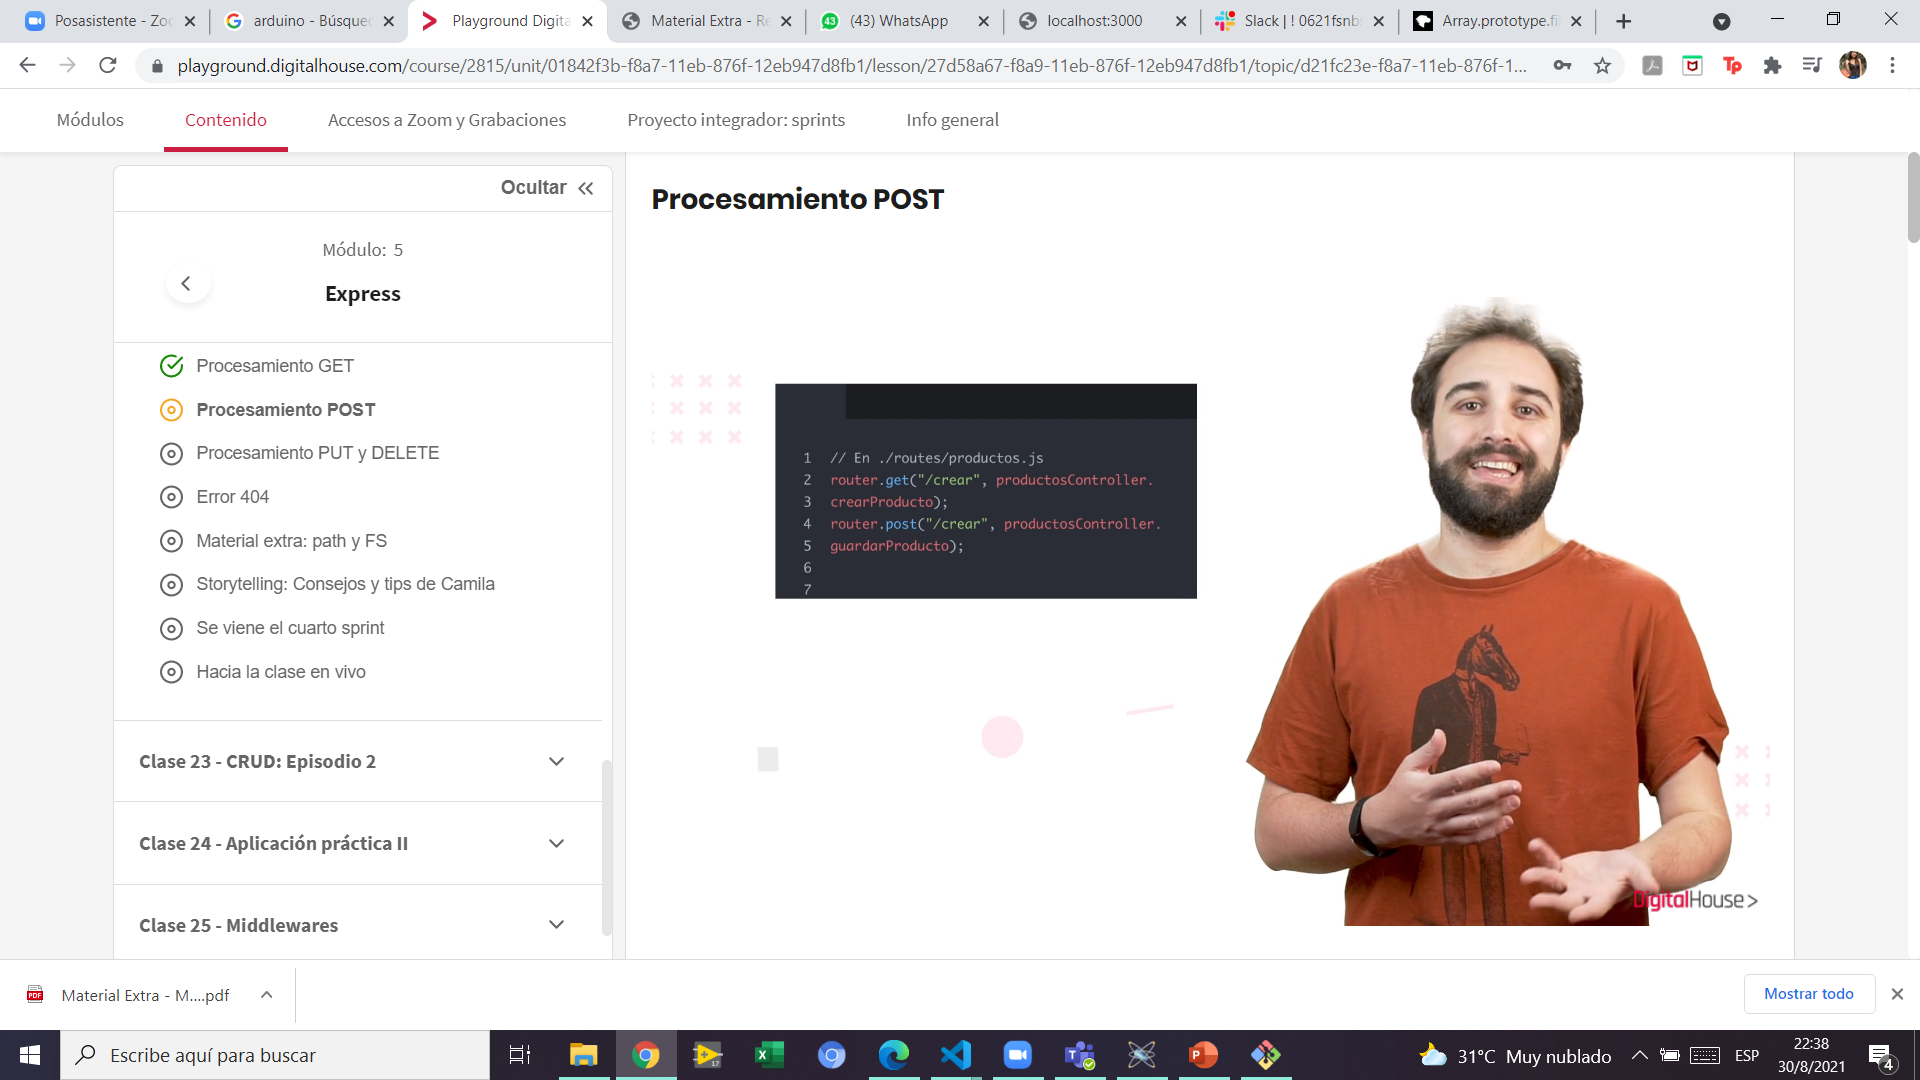 Posasistente - Zoo
arduino - Búsqued
Playground Digita
Material Extra - Re
(43) WhatsApp
localhost:3000
Slack | ! 0621fsnb
Array.prototype.fil
playground.digitalhouse.com/course/2815/unit/01842f3b-f8a7-11eb-876f-12eb947d8fb1/lesson/27d58a67-f8a9-11eb-876f-12eb947d8fb1/topic/d21fc23e-f8a7-11eb-876f-1...
Módulos
Contenido
Accesos a Zoom y Grabaciones
Proyecto integrador: sprints
Info general
Ocultar
Módulo: 5
Express
Procesamiento GET
Procesamiento POST
Procesamiento PUT y DELETE
Error 404
Material extra: path y FS
Storytelling: Consejos y tips de Camila
Se viene el cuarto sprint
Hacia la clase en vivo
Clase 23 - CRUD: Episodio 2
Clase 24 - Aplicación práctica II
Clase 25 - Middlewares
Procesamiento POST
1 // En ./routes/productos.js
2 router.get("/crear", productosController.
3 crearProducto);
4 router.post("/crear", productosController.
5 guardarProducto);
6
7
DigitalHouse>
Material Extra - M....pdf
Mostrar todo
Escribe aquí para buscar
31°C Muy nublado
ESP
22:38
30/8/2021
4